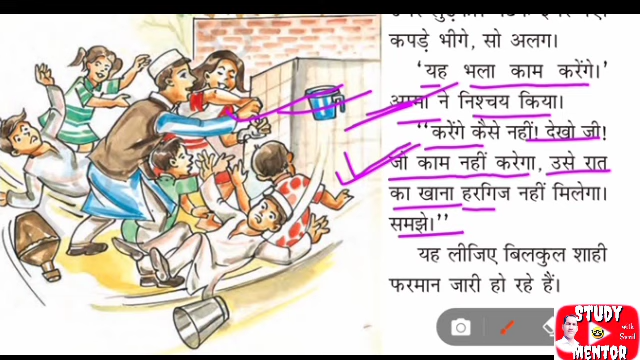 कपड़े भीगे, सो अलग।
‘यह भला काम करेंगे।’
अम्मा ने निश्चय किया।
‘‘करेंगे कैसे नहीं! देखो जी!
जो काम नहीं करेगा, उसे रात
का खाना हरगिज नहीं मिलेगा।
समझे।’’
यह लीजिए बिलकुल शाही
फरमान जारी हो रहे हैं।
STUDY
with
MENTOR